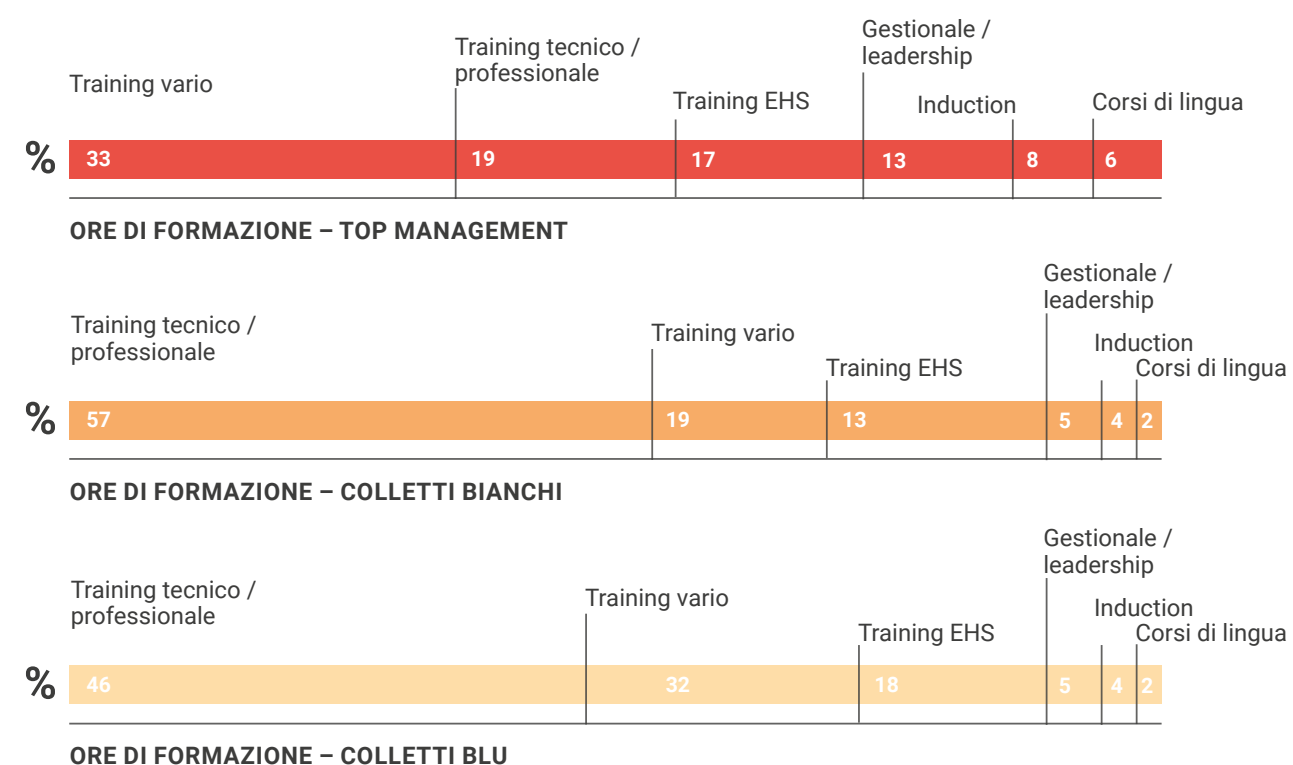 Training vario
Training tecnico /
professionale
Training EHS
Gestionale /
leadership
Induction
Corsi di lingua
% 33 19 17 13 8 6
ORE DI FORMAZIONE – TOP MANAGEMENT
Training tecnico /
professionale
Training vario
Training EHS
Gestionale /
leadership
Induction
Corsi di lingua
% 57 19 13 5 4 2
ORE DI FORMAZIONE – COLLETTI BIANCHI
Training tecnico /
professionale
Training vario
Training EHS
Gestionale /
leadership
Induction
Corsi di lingua
% 46 32 18 5 4 2
ORE DI FORMAZIONE – COLLETTI BLU